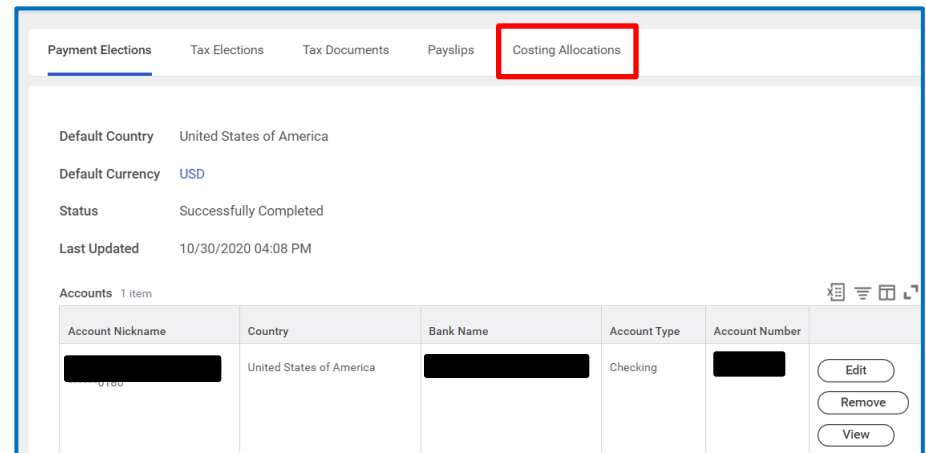 Payment Elections Tax Elections Tax Documents Payslips Costing Allocations
Default Country United States of America
Default Currency USD
Status Successfully Completed
Last Updated 10/30/2020 04:08 PM
Accounts 1 item
Account Nickname Country Bank Name Account Type Account Number
United States of America Checking Edit
Remove
View